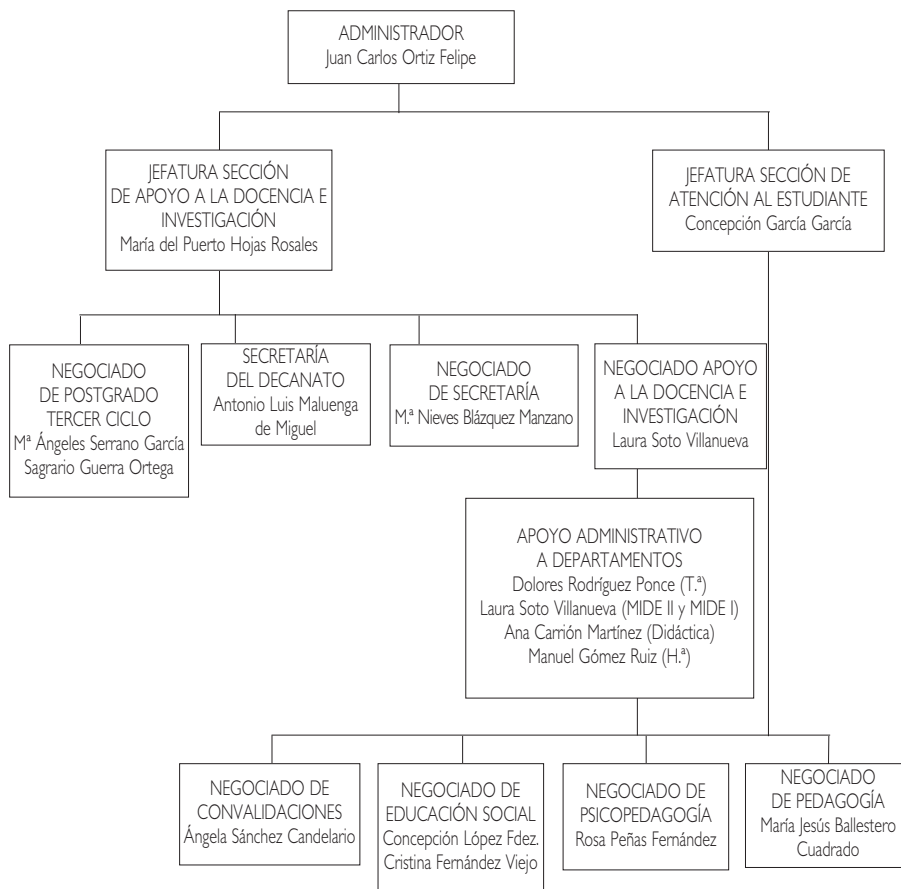 ADMINISTRADOR
Juan Carlos Ortiz Felipe
JEFATURA SECCIÓN
DE APOYO A LA DOCENCIA E
INVESTIGACIÓN
María del Puerto Hojas Rosales
JEFATURA SECCIÓN DE
ATENCIÓN AL ESTUDIANTE
Concepción García García
NEGOCIADO
DE POSTGRADO
TERCER CICLO
Mª Ángeles Serrano García
Sagrario Guerra Ortega
SECRETARÍA
DEL DECANATO
Antonio Luis Maluenga
de Miguel
NEGOCIADO
DE SECRETARÍA
M.ª Nieves Blázquez Manzano
NEGOCIADO APOYO
A LA DOCENCIA E
INVESTIGACIÓN
Laura Soto Villanueva
APOYO ADMINISTRATIVO
A DEPARTAMENTOS
Dolores Rodríguez Ponce (T.ª)
Laura Soto Villanueva (MIDE II y MIDE I)
Ana Carrión Martínez (Didáctica)
Manuel Gómez Ruiz (H.ª)
NEGOCIADO DE
CONVALIDACIONES
Ángela Sánchez Candelario
NEGOCIADO DE
EDUCACIÓN SOCIAL
Concepción López Fdez.
Cristina Fernández Viejo
NEGOCIADO DE
PSICOPEDAGOGÍA
Rosa Peñas Fernández
NEGOCIADO
DE PEDAGOGÍA
María Jesús Ballestero
Cuadrado